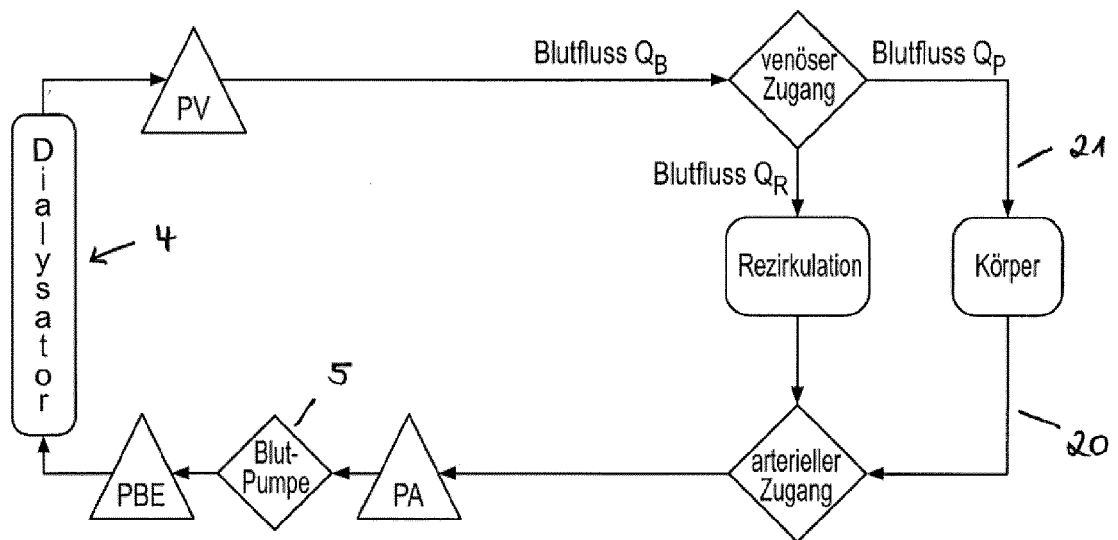 Blutfluss Q_B
venöser
Zugang
Blutfluss Q_P
PV
21
Dialysator
Blutfluss Q_R
4
Rezirkulation
Körper
5
20
Blut-
Pumpe
arterieller
Zugang
PBE
PA